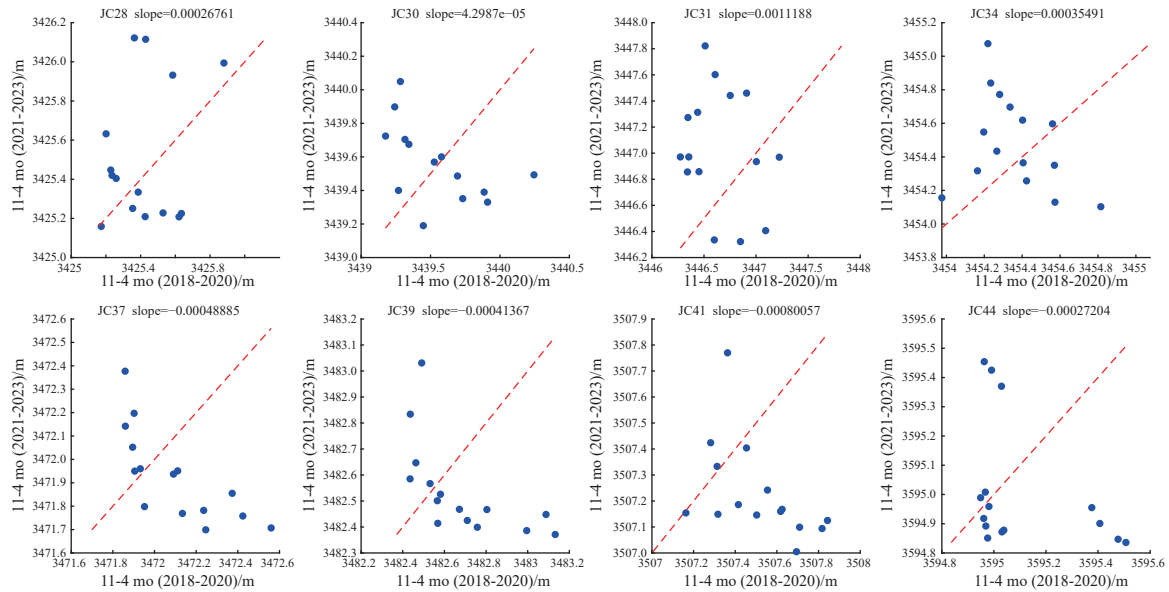 JC28 slope=0.00026761
11-4 mo (2021-2023)/m
3426.2
3426.0
3425.8
3425.6
3425.4
3425.2
3425.0
3425 3425.4 3425.8
11-4 mo (2018-2020)/m
JC30 slope=4.2987e−05
11-4 mo (2021-2023)/m
3440.4
3440.2
3440.0
3439.8
3439.6
3439.4
3439.2
3439.0
3439 3439.5 3440 3440.5
11-4 mo (2018-2020)/m
JC31 slope=0.0011188
11-4 mo (2021-2023)/m
3448.0
3447.8
3447.6
3447.4
3447.2
3447.0
3446.8
3446.6
3446.4
3446.2
3446 3446.5 3447 3447.5 3448
11-4 mo (2018-2020)/m
JC34 slope=0.00035491
11-4 mo (2021-2023)/m
3455.2
3455.0
3454.8
3454.6
3454.4
3454.2
3454.0
3453.8
3454 3454.2 3454.4 3454.6 3454.8 3455
11-4 mo (2018-2020)/m
JC37 slope=−0.00048885
11-4 mo (2021-2023)/m
3472.6
3472.4
3472.2
3472.1
3472.0
3471.8
3471.7
3471.6
3471.6 3471.8 3472 3472.2 3472.4 3472.6
11-4 mo (2018-2020)/m
JC39 slope=−0.00041367
11-4 mo (2021-2023)/m
3483.2
3483.1
3483.0
3482.9
3482.8
3482.7
3482.6
3482.5
3482.4
3482.3
3482.2 3482.4 3482.6 3482.8 3483 3483.2
11-4 mo (2018-2020)/m
JC41 slope=−0.00080057
11-4 mo (2021-2023)/m
3507.9
3507.8
3507.7
3507.6
3507.5
3507.4
3507.3
3507.2
3507.1
3507.0
3507 3507.2 3507.4 3507.6 3507.8 3508
11-4 mo (2018-2020)/m
JC44 slope=−0.00027204
11-4 mo (2021-2023)/m
3595.6
3595.5
3595.4
3595.3
3595.2
3595.1
3595.0
3594.9
3594.8
3594.8 3595 3595.2 3595.4 3595.6
11-4 mo (2018-2020)/m